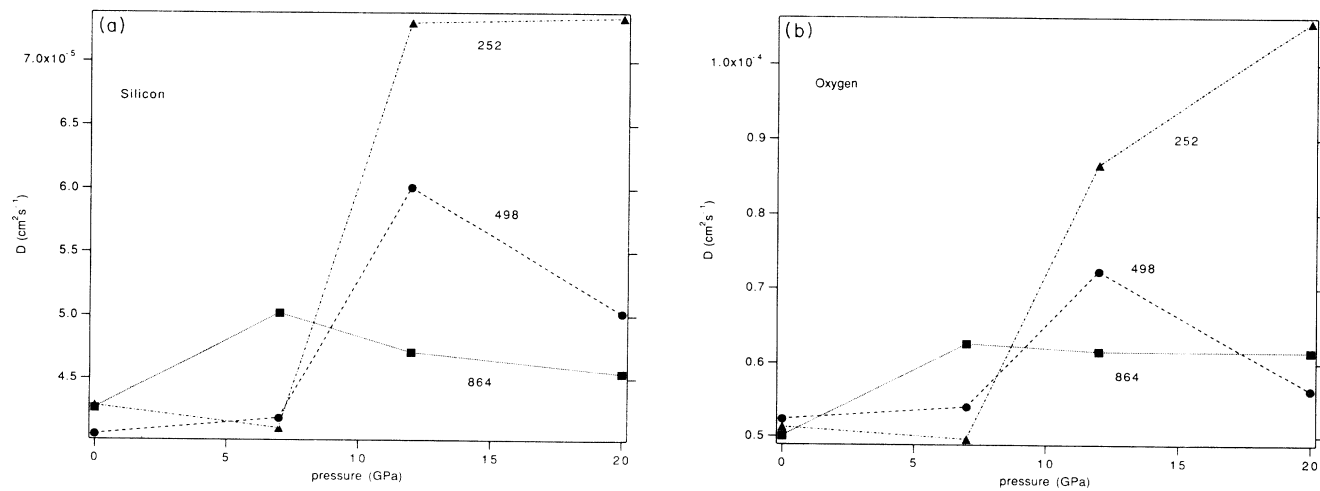 (a)
7.0x10⁻⁵
252
Silicon
6.5
6.0
498
5.5
D (cm²s⁻¹)
5.0
4.5
864
0 5 10 15 20
pressure (GPa)
(b)
1.0x10⁻⁴
Oxygen
0.9
252
0.8
D (cm²s⁻¹)
498
0.7
0.6
864
0.5
0 5 10 15 20
pressure (GPa)